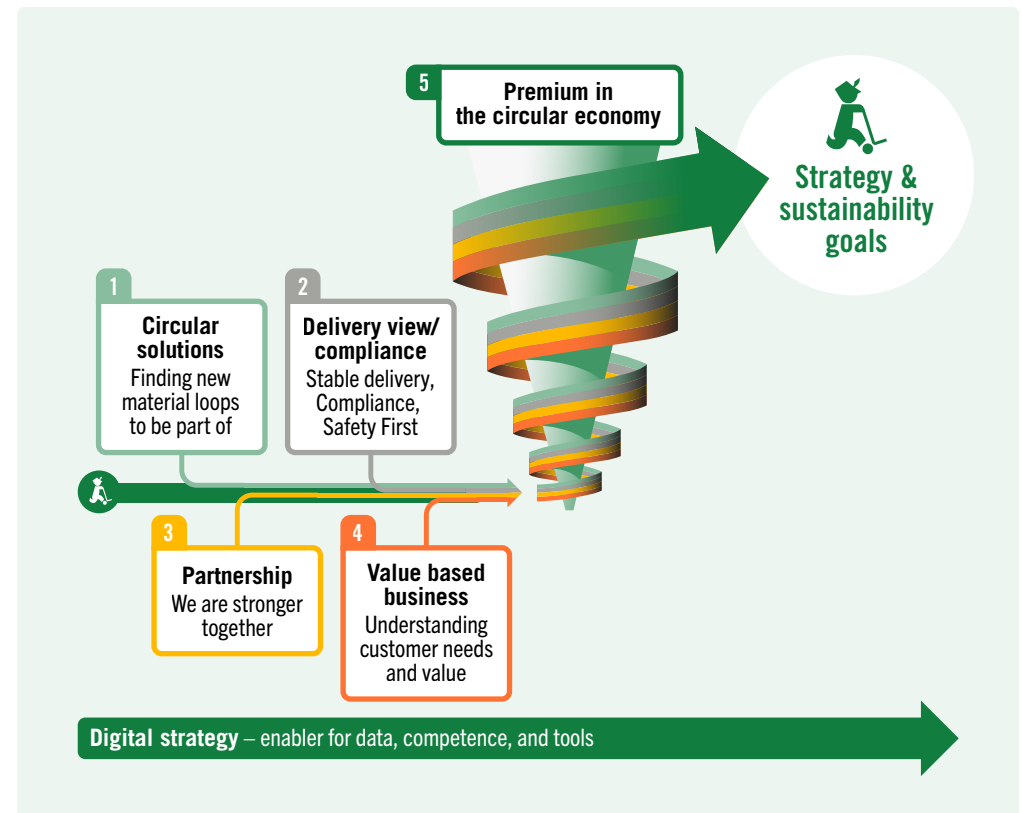 5
Premium in
the circular economy
Strategy &
sustainability
goals
1
Circular
solutions
Finding new
material loops
to be part of
2
Delivery view/
compliance
Stable delivery,
Compliance,
Safety First
3
Partnership
We are stronger
together
4
Value based
business
Understanding
customer needs
and value
Digital strategy – enabler for data, competence, and tools